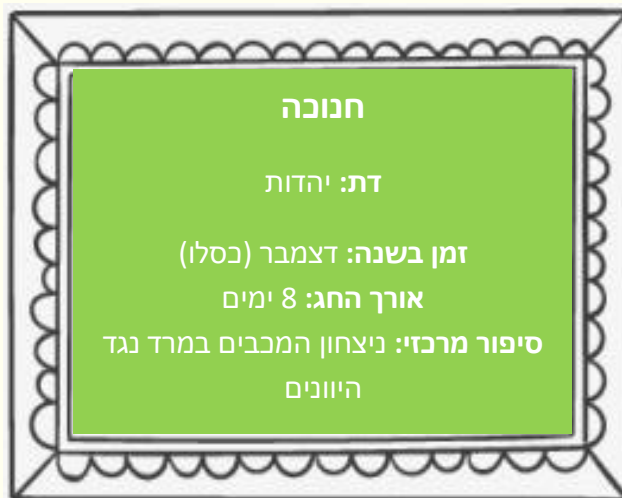 חנוכה
דת: יהדות
זמן בשנה: דצמבר (כסלו)
אורך החג: 8 ימים
סיפור מרכזי: ניצחון המכבים במרד נגד
היוונים